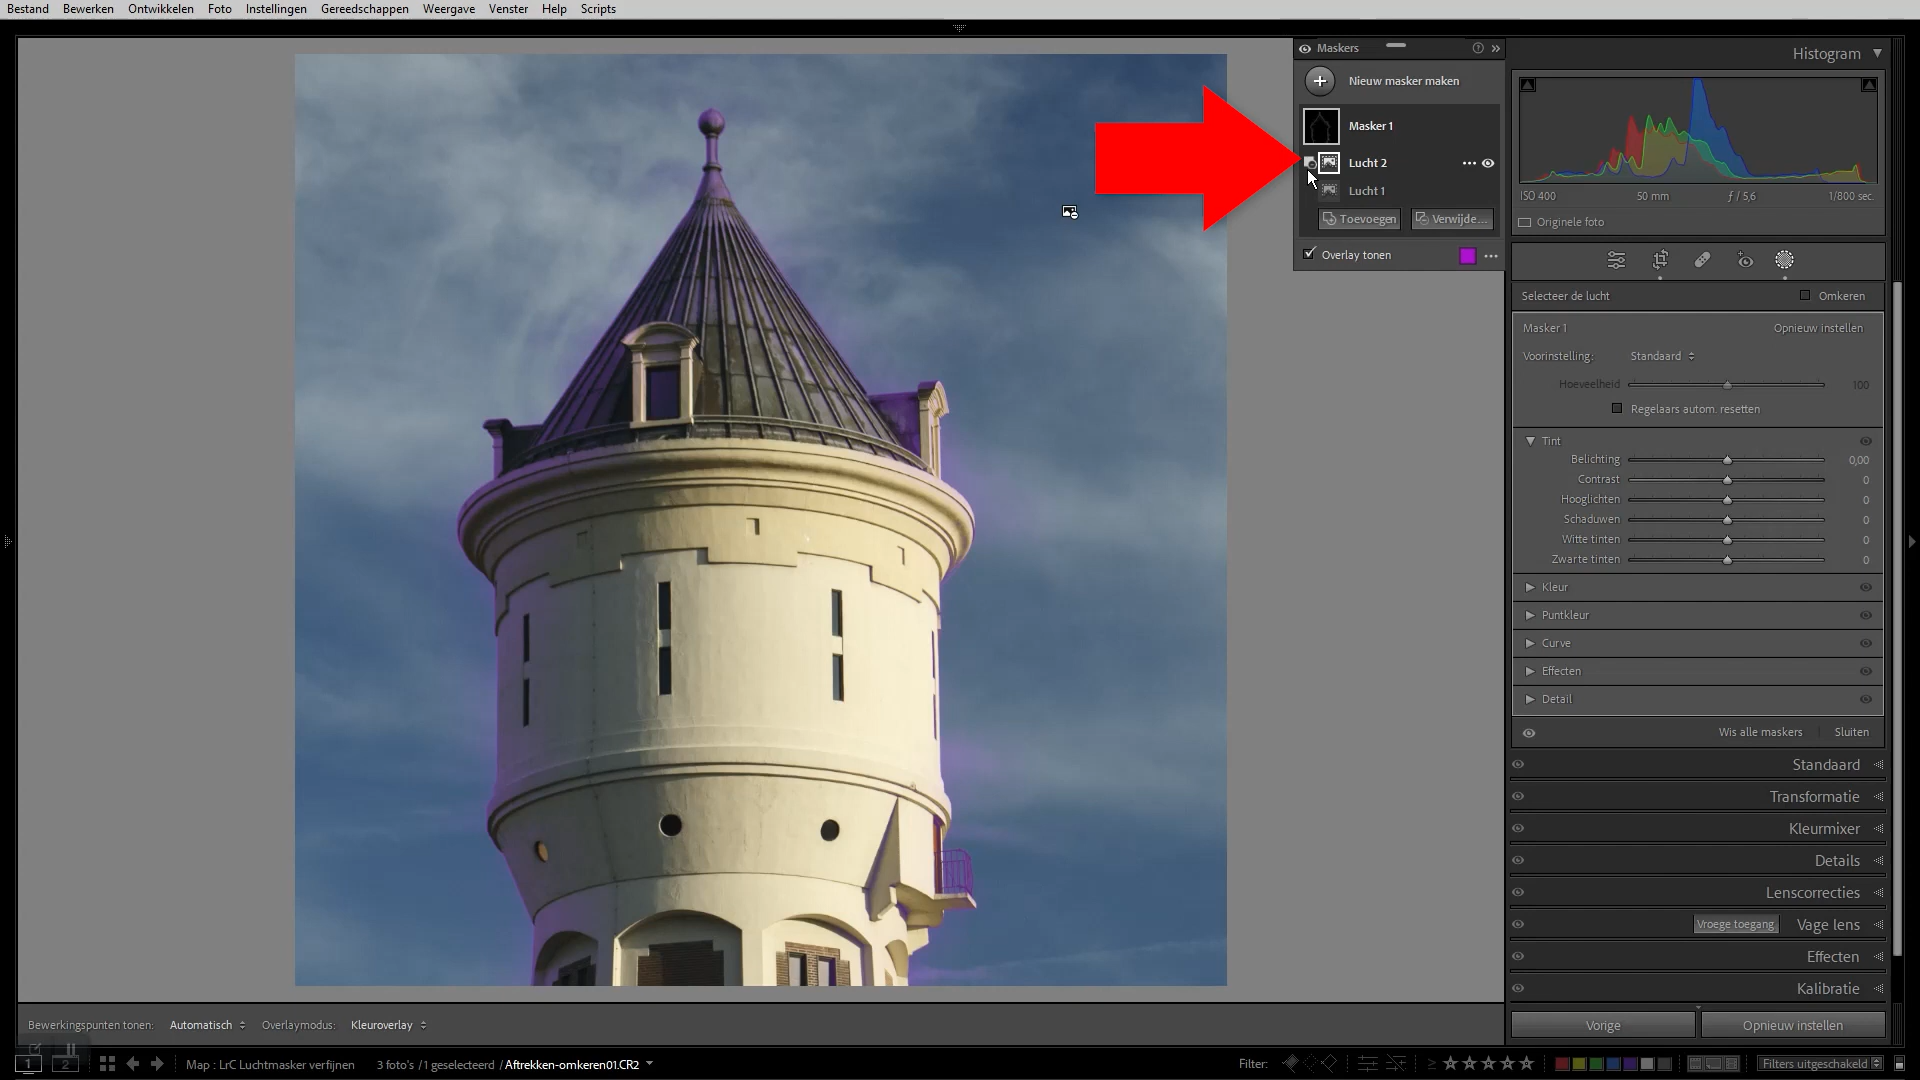 Bestand Bewerken Ontwikkelen Foto Instellingen Gereedschappen Weergave Venster Help Scripts
Maskers
Nieuw masker maken
Masker 1
Lucht 2
Lucht 1
Toevoegen Verwijde...
Overlay tonen
Histogram
ISO 400 50 mm ƒ / 5,6 1/800 sec.
Originele foto
Selecteer de lucht Omkeren
Masker 1 Opnieuw instellen
Voorinstelling: Standaard
Hoeveelheid 100
Regelaars autom. resetten
Tint
Belichting 0,00
Contrast 0
Hooglichten 0
Schaduwen 0
Witte tinten 0
Zwarte tinten 0
Kleur
Puntkleur
Curve
Effecten
Detail
Wis alle maskers Sluiten
Standaard
Transformatie
Kleurmixer
Details
Lenscorrecties
Vroege toegang Vage lens
Effecten
Kalibratie
Vorige Opnieuw instellen
Bewerkingspunten tonen: Automatisch Overlaymodus: Kleuroverlay
1 2 Map : LrC Luchtmasker verfijnen 3 foto's /1 geselecteerd /Aftrekken-omkeren01.CR2 Filter: ≥ Filters uitgeschakeld